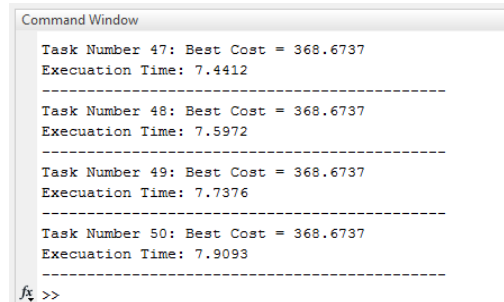 Command Window
Task Number 47: Best Cost = 368.6737
Execuation Time: 7.4412
---------------------------------------------
Task Number 48: Best Cost = 368.6737
Execuation Time: 7.5972
---------------------------------------------
Task Number 49: Best Cost = 368.6737
Execuation Time: 7.7376
---------------------------------------------
Task Number 50: Best Cost = 368.6737
Execuation Time: 7.9093
---------------------------------------------
fx >>